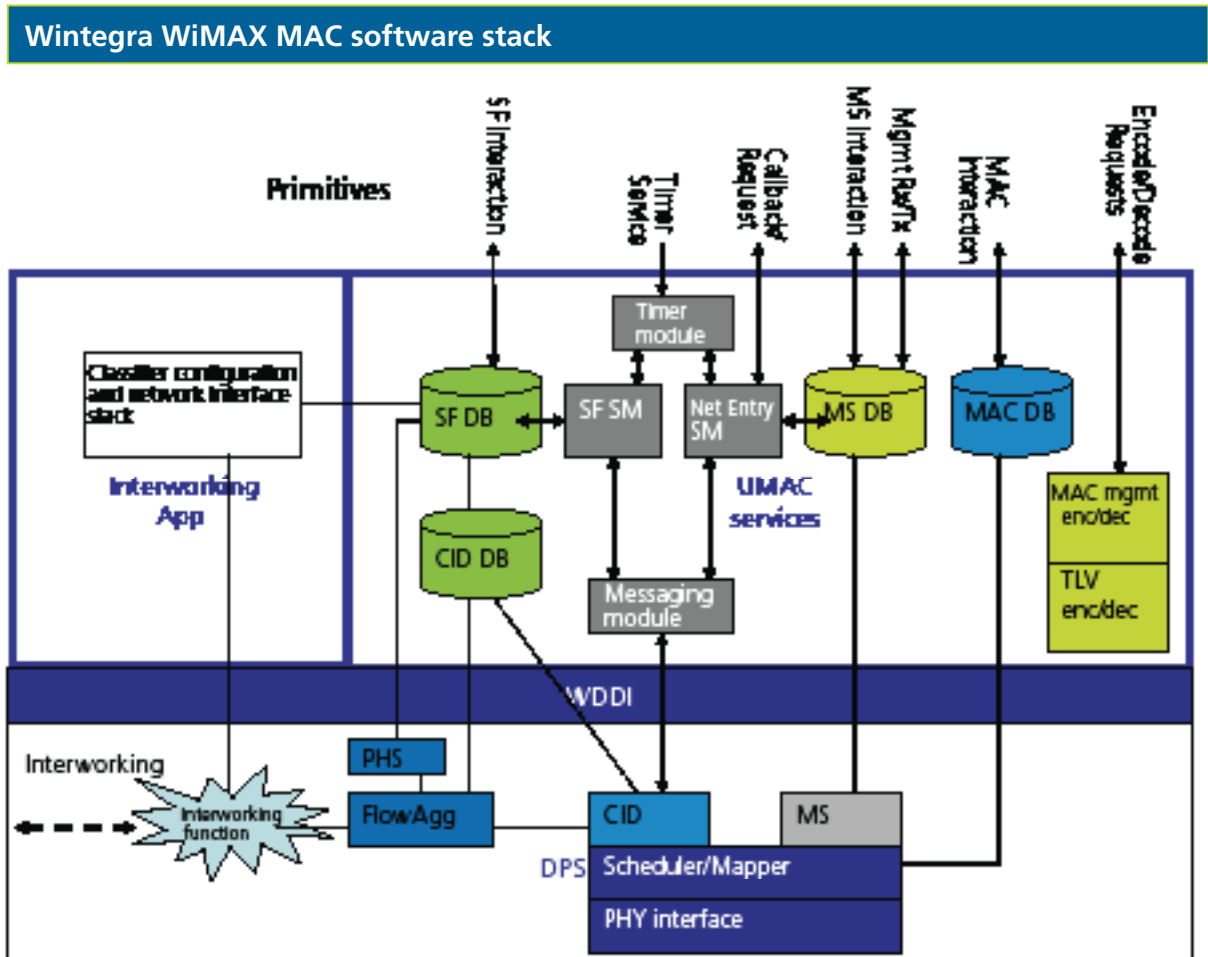 Wintegra WiMAX MAC software stack
Primitives
SF Interaction
Timer
Service
Callback/
Request
MS Interaction
Mgmt Rx/Tx
MAC
Interaction
Encode/Decode
Requests
Timer
module
Classifier configuration
and network interface
stack
SF DB
SF SM
Net Entry
SM
MS DB
MAC DB
Interworking
App
UMAC
services
MAC mgmt
enc/dec
CID DB
TLV
enc/dec
Messaging
module
WDDI
Interworking
PHS
Interworking
function
FlowAgg
CID
MS
DPS
Scheduler/Mapper
PHY interface